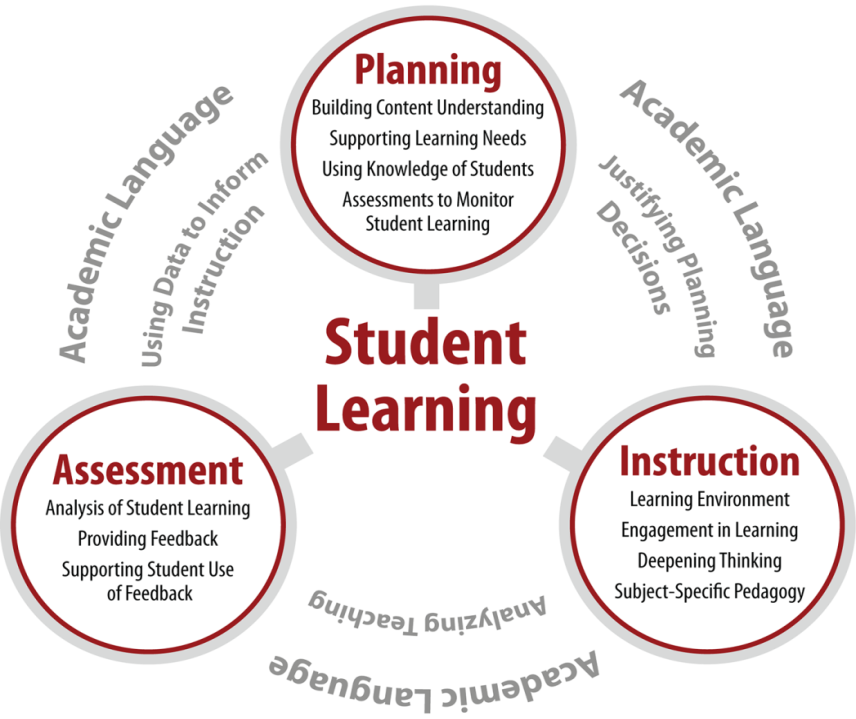 Planning
Building Content Understanding
Supporting Learning Needs
Using Knowledge of Students
Assessments to Monitor
Student Learning
Academic Language
Using Data to Inform
Instruction
Academic Language
Justifying Planning
Decisions
Student
Learning
Assessment
Analysis of Student Learning
Providing Feedback
Supporting Student Use
of Feedback
Instruction
Learning Environment
Engagement in Learning
Deepening Thinking
Subject-Specific Pedagogy
Analyzing Teaching
Academic Language